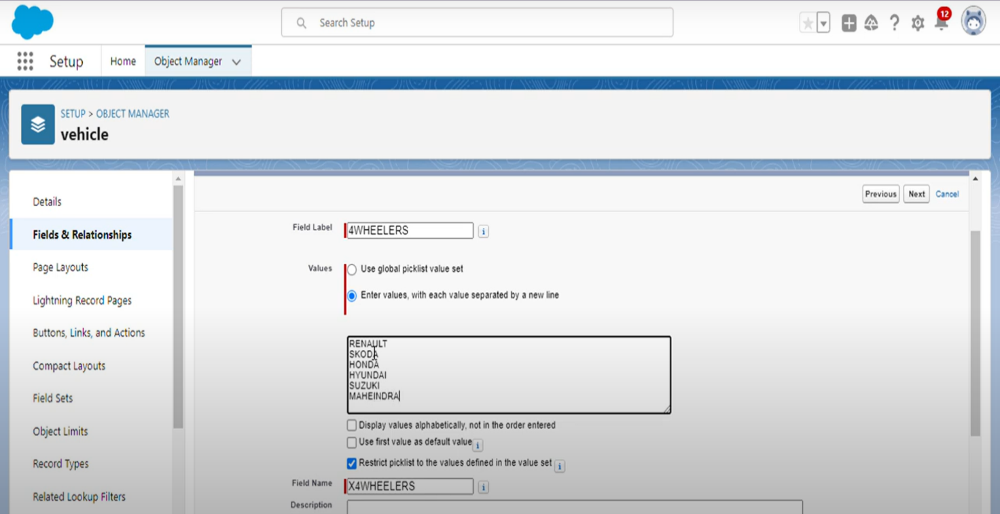 Search Setup
12
Setup
Home
Object Manager
SETUP > OBJECT MANAGER
vehicle
Details
Fields & Relationships
Page Layouts
Lightning Record Pages
Buttons, Links, and Actions
Compact Layouts
Field Sets
Object Limits
Record Types
Related Lookup Filters
Previous Next Cancel
Field Label 4WHEELERS i
Values Use global picklist value set
Enter values, with each value separated by a new line
RENAULT
SKODA
HONDA
HYUNDAI
SUZUKI
MAHEINDRA
Display values alphabetically, not in the order entered
Use first value as default value i
Restrict picklist to the values defined in the value set i
Field Name X4WHEELERS i
Description